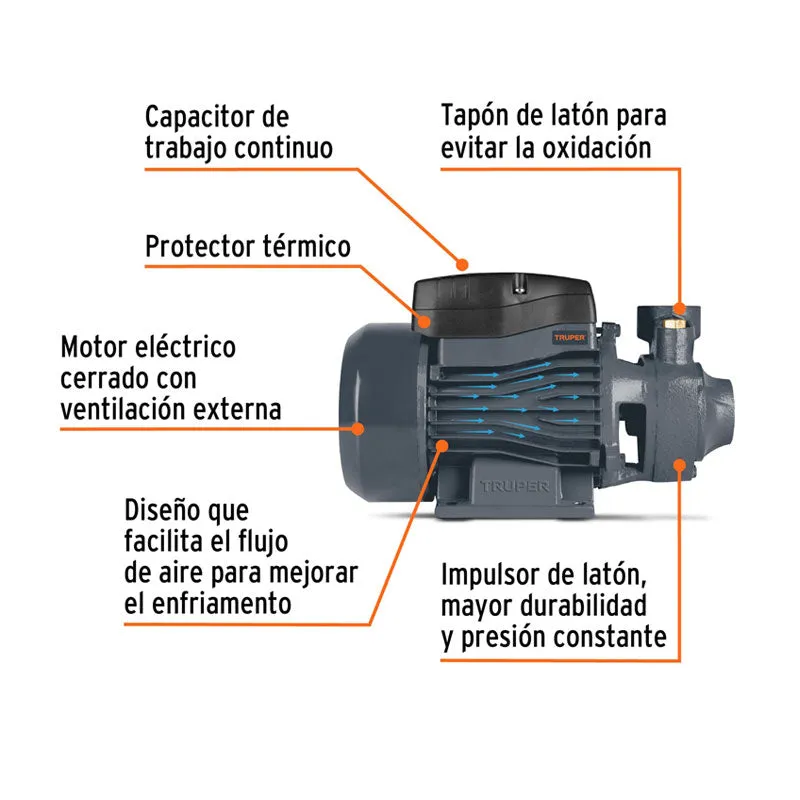 Capacitor de
trabajo continuo
Tapón de latón para
evitar la oxidación
Protector térmico
TRUPER
Motor eléctrico
cerrado con
ventilación externa
TRUPER
Diseño que
facilita el flujo
de aire para mejorar
el enfriamento
Impulsor de latón,
mayor durabilidad
y presión constante